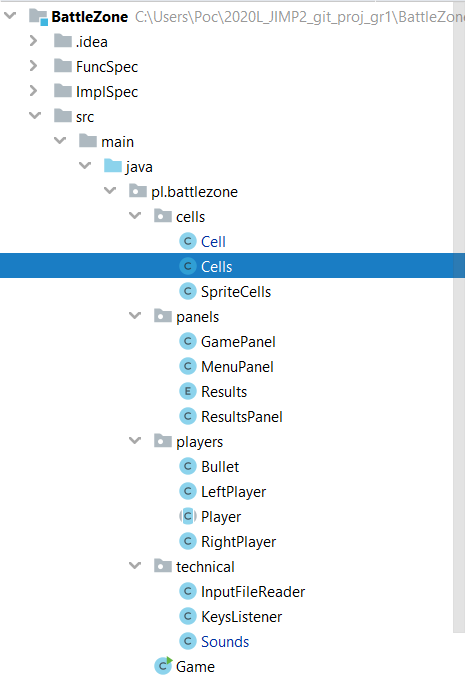 BattleZone C:\Users\Poc\2020L_JIMP2_git_proj_gr1\BattleZone
.idea
FuncSpec
ImplSpec
src
main
java
pl.battlezone
cells
C Cell
C Cells
C SpriteCells
panels
C GamePanel
C MenuPanel
E Results
C ResultsPanel
players
C Bullet
C LeftPlayer
C Player
C RightPlayer
technical
C InputFileReader
C KeysListener
C Sounds
C Game